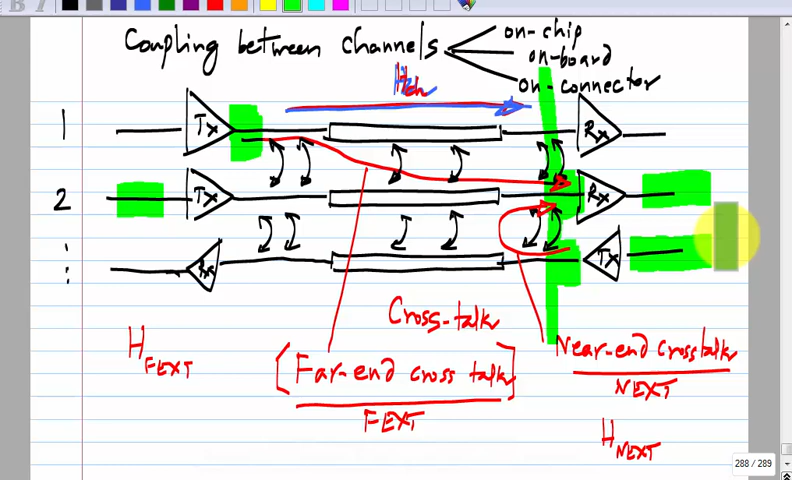 B I
Coupling between channels
on-chip
on-board
on-connector
Hch
1 Tx Rx
2 Tx Rx
Rx Tx
Cross-talk
HFEXT
[Far-end cross talk]
FEXT
Near-end crosstalk
NEXT
HNEXT
288 / 289